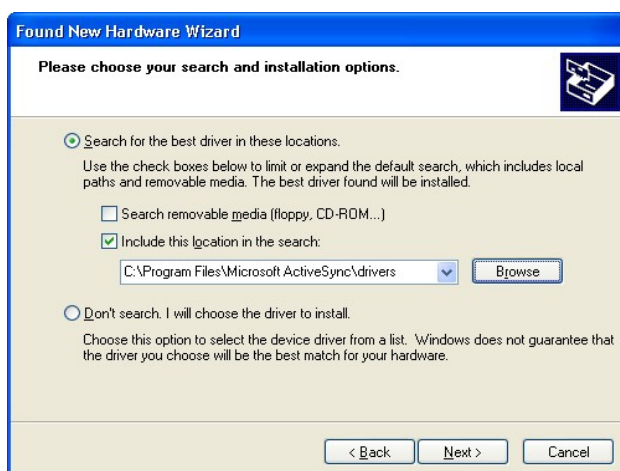 Found New Hardware Wizard
Please choose your search and installation options.
Search for the best driver in these locations.
Use the check boxes below to limit or expand the default search, which includes local
paths and removable media. The best driver found will be installed.
Search removable media (floppy, CD-ROM...)
Include this location in the search:
C:\Program Files\Microsoft ActiveSync\drivers
Browse
Don't search. I will choose the driver to install.
Choose this option to select the device driver from a list. Windows does not guarantee that
the driver you choose will be the best match for your hardware.
< Back Next > Cancel